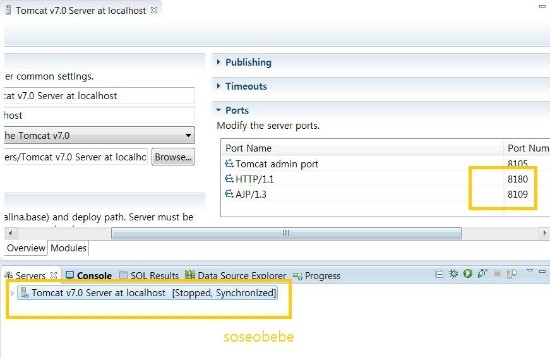 Tomcat v7.0 Server at localhost
Publishing
er common settings.
Timeouts
cat v7.0 Server at localhost
Ports
host
Modify the server ports.
he Tomcat v7.0
Port Name Port Num
ers/Tomcat v7.0 Server at localhc Browse...
Tomcat admin port 8105
HTTP/1.1 8180
AJP/1.3 8109
alina.base) and deploy path. Server must be
Overview Modules
Servers Console SQL Results Data Source Explorer Progress
Tomcat v7.0 Server at localhost [Stopped, Synchronized]
soseobebe